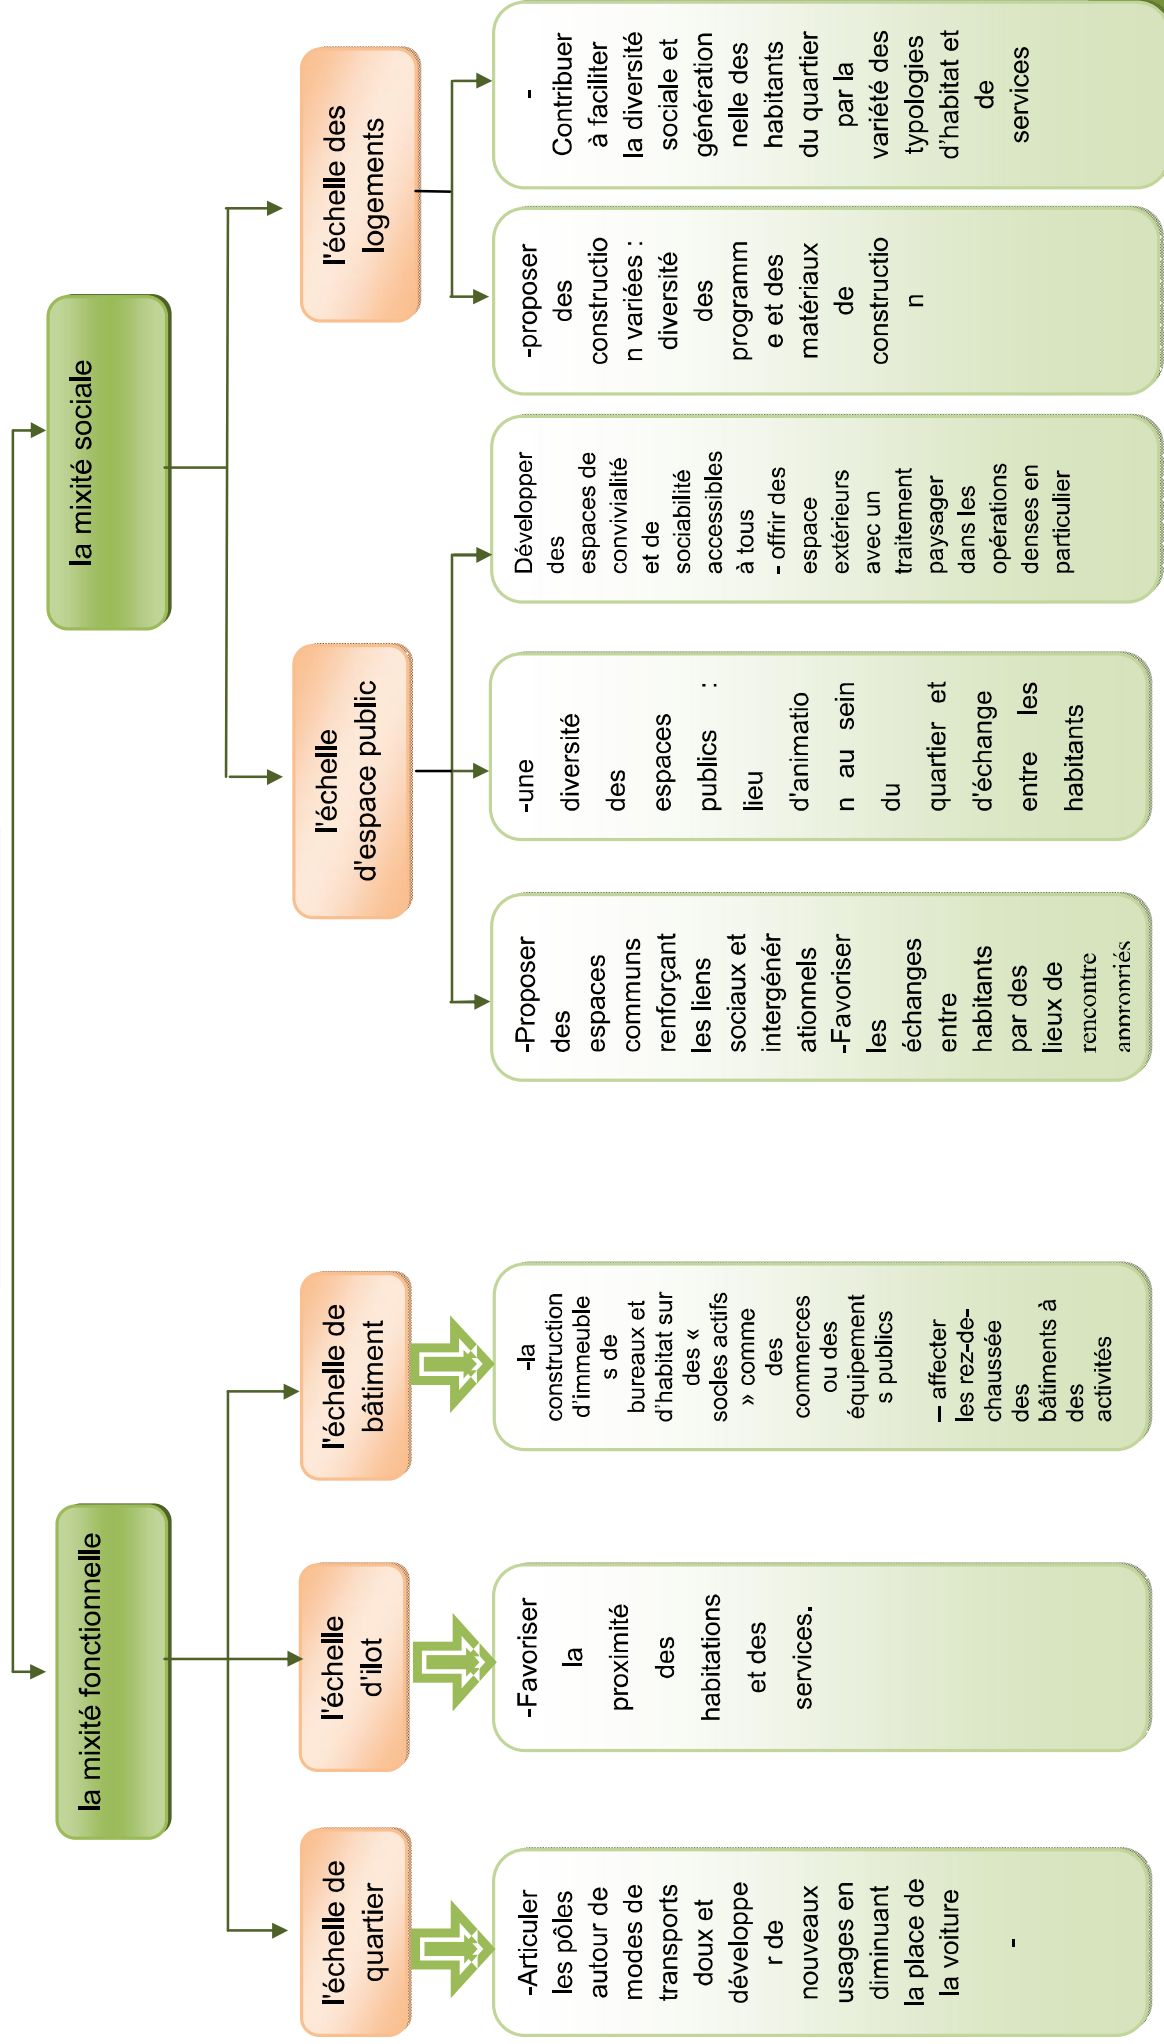 la mixité fonctionnelle
la mixité sociale
l'échelle de
quartier
l'échelle
d'ilot
l'échelle de
bâtiment
l'échelle
d'espace public
l'échelle des
logements
-Articuler
les pôles
autour de
modes de
transports
doux et
développe
r de
nouveaux
usages en
diminuant
la place de
la voiture
-
-Favoriser
la
proximité
des
habitations
et des
services.
-la
construction
d'immeuble
s de
bureaux et
d'habitat sur
des «
socles actifs
» comme
des
commerces
ou des
équipement
s publics
– affecter
les rez-de-
chaussée
des
bâtiments à
des
activités
-Proposer
des
espaces
communs
renforçant
les liens
sociaux et
intergénér
ationnels
-Favoriser
les
échanges
entre
habitants
par des
lieux de
rencontre
appropriés
-une
diversité
des
espaces
publics :
lieu
d'animatio
n au sein
du
quartier et
d'échange
entre les
habitants
Développer
des
espaces de
convivialité
et de
sociabilité
accessibles
à tous
- offrir des
espace
extérieurs
avec un
traitement
paysager
dans les
opérations
denses en
particulier
-proposer
des
constructio
n variées :
diversité
des
programm
e et des
matériaux
de
constructio
n
-
Contribuer
à faciliter
la diversité
sociale et
génération
nelle des
habitants
du quartier
par la
variété des
typologies
d'habitat et
de
services